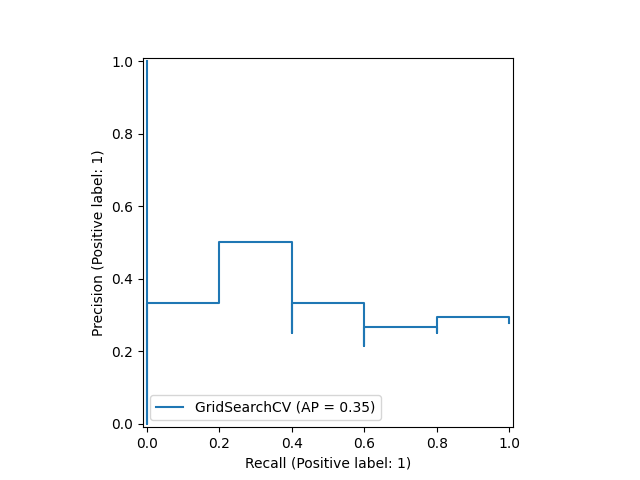 1.0
0.8
0.6
0.4
0.2
0.0
Precision (Positive label: 1)
GridSearchCV (AP = 0.35)
0.0 0.2 0.4 0.6 0.8 1.0
Recall (Positive label: 1)